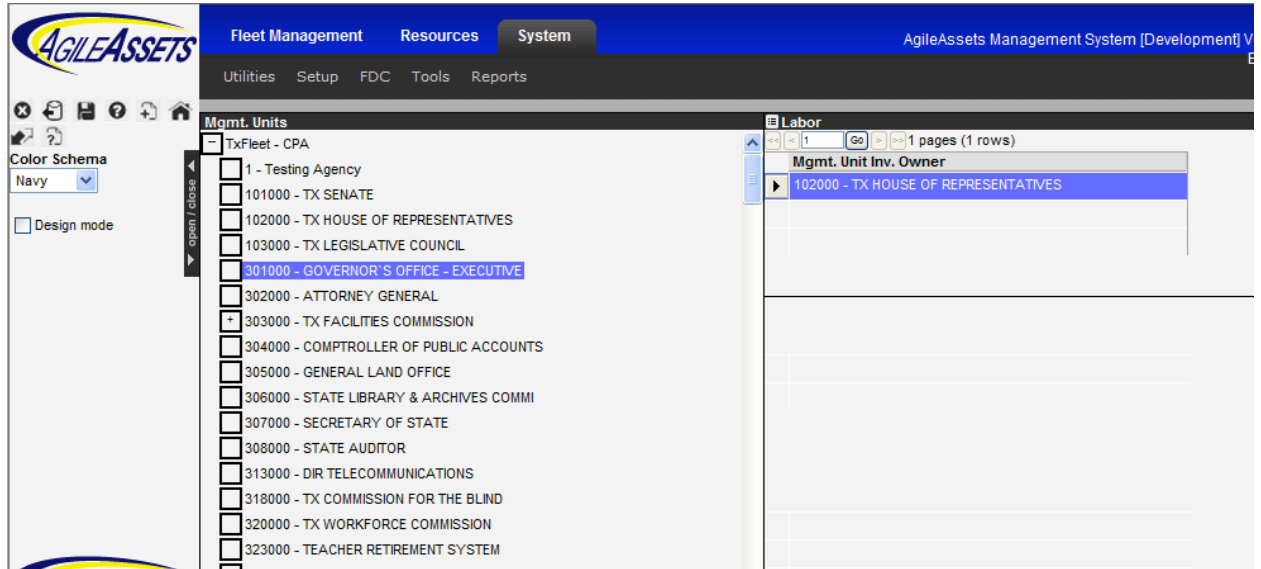 AGILEASSETS
Fleet Management Resources System
AgileAssets Management System [Development] V
E
Utilities Setup FDC Tools Reports
Color Schema
Navy
Design mode
open / close
Mgmt. Units
- TxFleet - CPA
1 - Testing Agency
101000 - TX SENATE
102000 - TX HOUSE OF REPRESENTATIVES
103000 - TX LEGISLATIVE COUNCIL
301000 - GOVERNOR`S OFFICE - EXECUTIVE
302000 - ATTORNEY GENERAL
+ 303000 - TX FACILITIES COMMISSION
304000 - COMPTROLLER OF PUBLIC ACCOUNTS
305000 - GENERAL LAND OFFICE
306000 - STATE LIBRARY & ARCHIVES COMMI
307000 - SECRETARY OF STATE
308000 - STATE AUDITOR
313000 - DIR TELECOMMUNICATIONS
318000 - TX COMMISSION FOR THE BLIND
320000 - TX WORKFORCE COMMISSION
323000 - TEACHER RETIREMENT SYSTEM
Labor
<< < 1 Go > >> 1 pages (1 rows)
Mgmt. Unit Inv. Owner
102000 - TX HOUSE OF REPRESENTATIVES